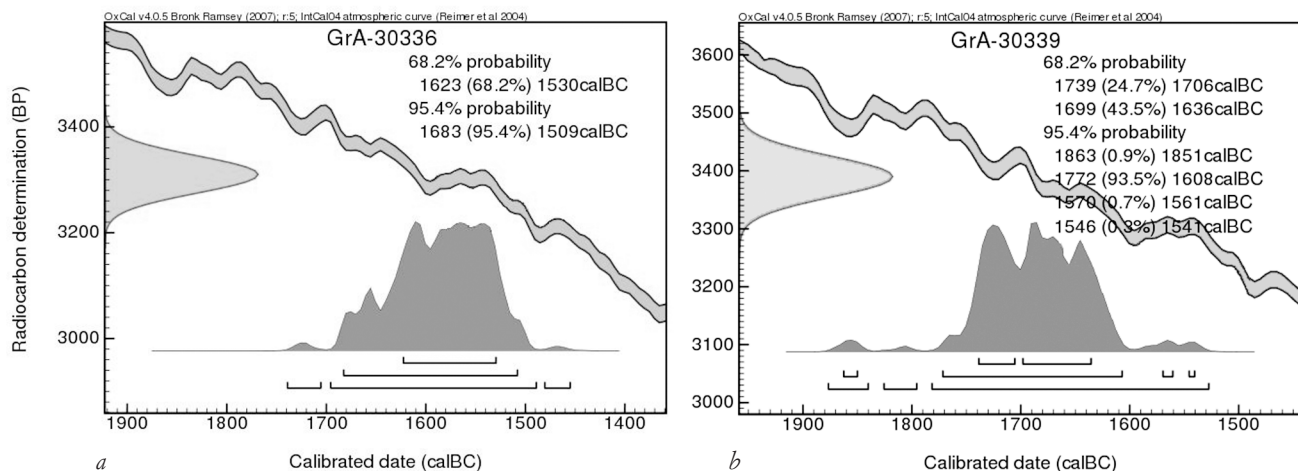 OxCal v4.0.5 Bronk Ramsey (2007); r:5; IntCal04 atmospheric curve (Reimer et al 2004)
GrA-30336
68.2% probability
1623 (68.2%) 1530calBC
95.4% probability
1683 (95.4%) 1509calBC
Radiocarbon determination (BP)
3400
3200
3000
1900
1800
1700
1600
1500
1400
a
Calibrated date (calBC)
OxCal v4.0.5 Bronk Ramsey (2007); r:5; IntCal04 atmospheric curve (Reimer et al 2004)
GrA-30339
68.2% probability
1739 (24.7%) 1706calBC
1699 (43.5%) 1636calBC
95.4% probability
1863 (0.9%) 1851calBC
1772 (93.5%) 1608calBC
1570 (0.7%) 1561calBC
1546 (0.3%) 1541calBC
3600
3500
3400
3300
3200
3100
3000
1900
1800
1700
1600
1500
b
Calibrated date (calBC)